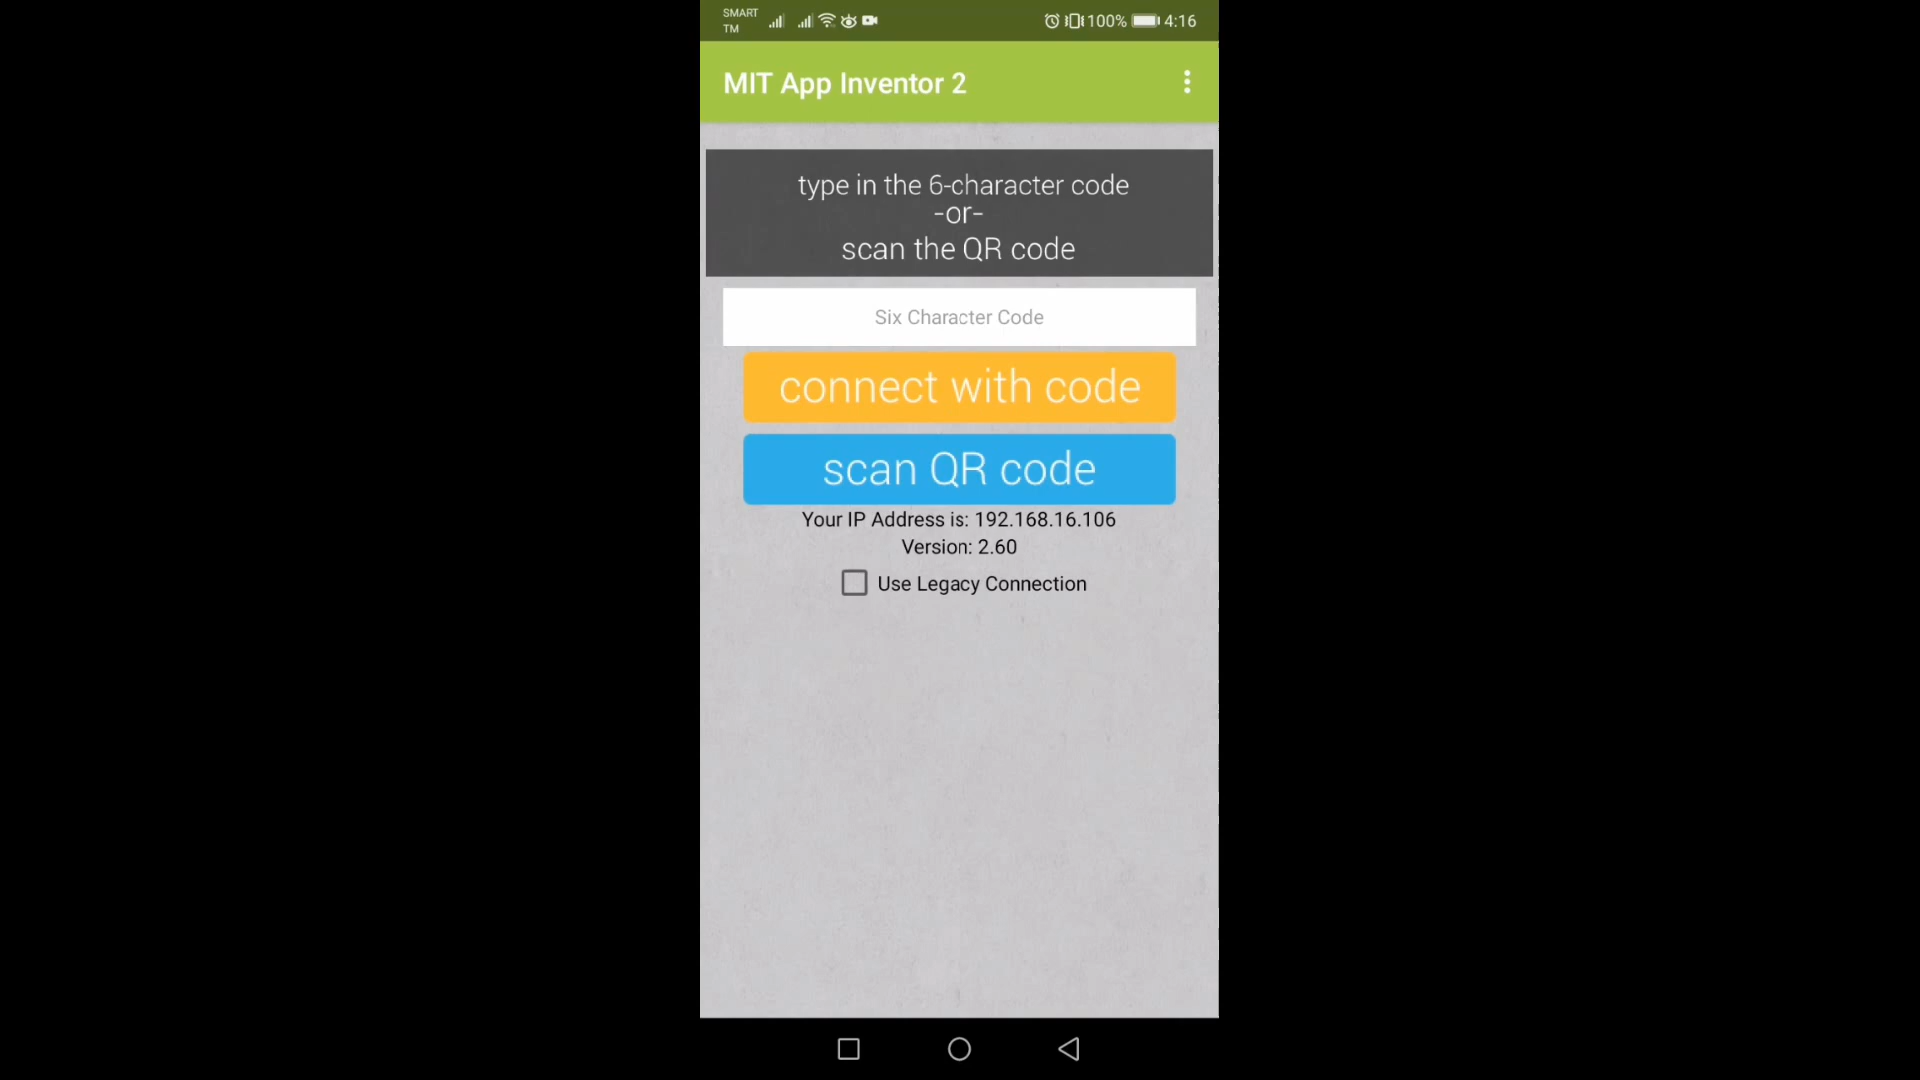 SMART
TM
100%
4:16
MIT App Inventor 2
type in the 6-character code
-or-
scan the QR code
Six Character Code
connect with code
scan QR code
Your IP Address is: 192.168.16.106
Version: 2.60
Use Legacy Connection